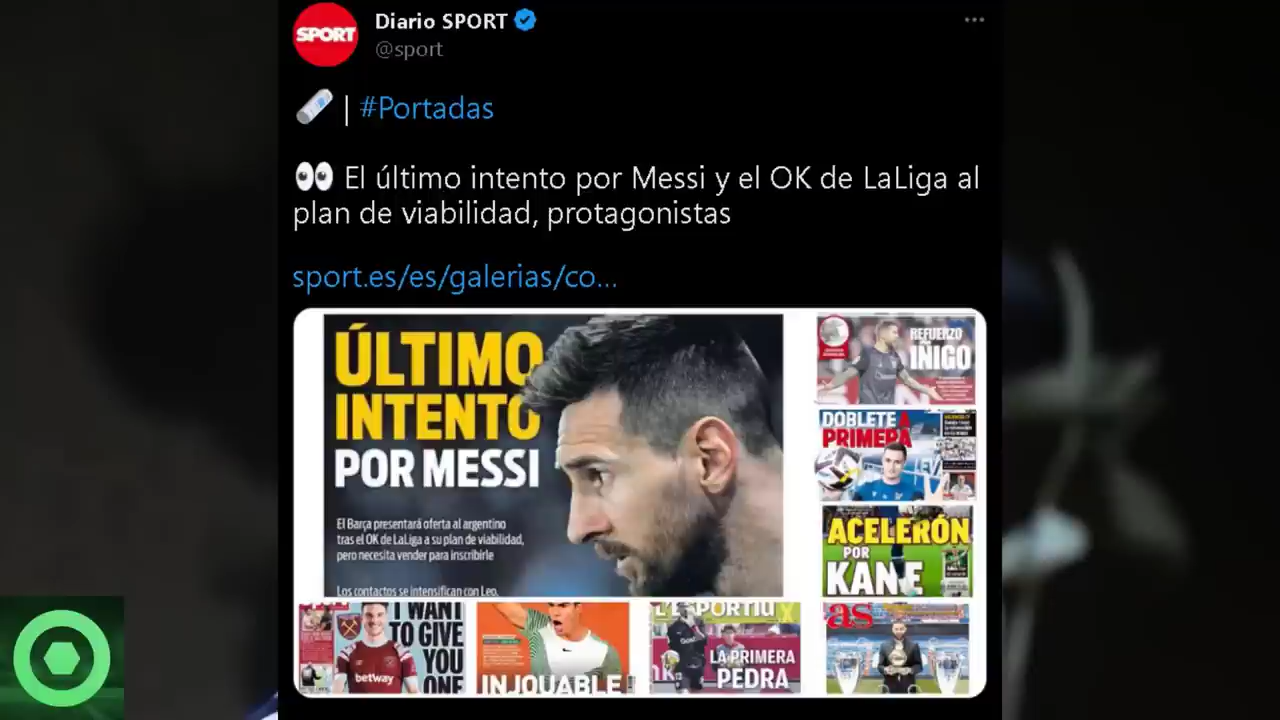 SPORT
Diario SPORT
@sport
| #Portadas
El último intento por Messi y el OK de LaLiga al
plan de viabilidad, protagonistas
sport.es/es/galerias/co...
ÚLTIMO
INTENTO
POR MESSI
El Barça presentará oferta al argentino
tras el OK de LaLiga a su plan de viabilidad,
pero necesita vender para inscribirle
Los contactos se intensifican con Leo,
REFUERZO
IÑIGO
DOBLETE A
PRIMERA
ACELERÓN
POR
KANE
I WANT
TO GIVE
YOU
ONE
betway
INJOUABLE !
L'ESPORTIU
LA PRIMERA
PEDRA
as